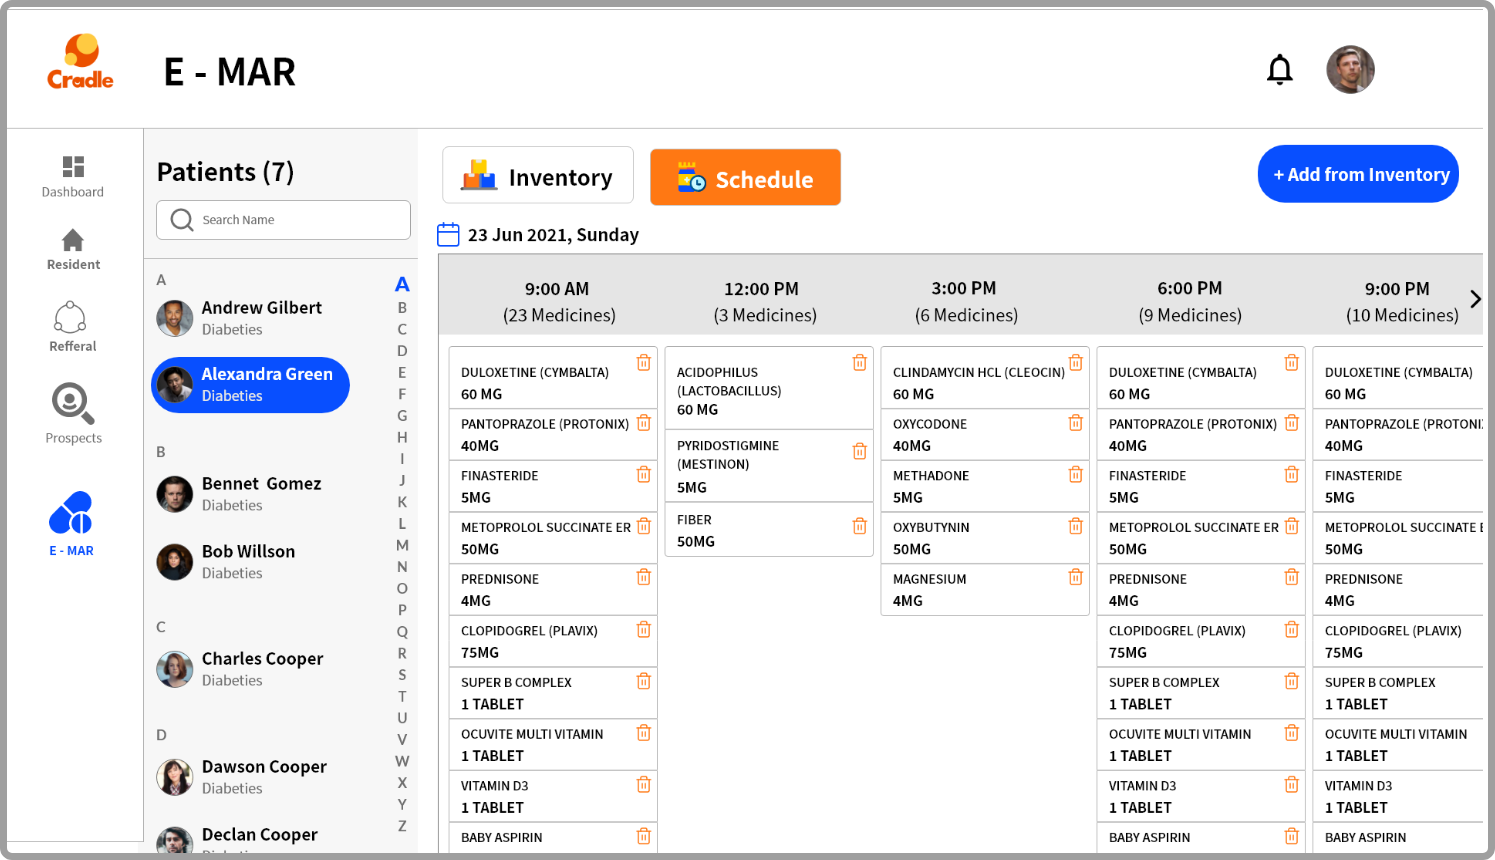 Cradle
E - MAR
Dashboard
Resident
Refferal
Prospects
E - MAR
Patients (7)
Search Name
A
Andrew Gilbert
Diabeties
Alexandra Green
Diabeties
B
Bennet Gomez
Diabeties
Bob Willson
Diabeties
C
Charles Cooper
Diabeties
D
Dawson Cooper
Diabeties
Declan Cooper
A
B
C
D
E
F
G
H
I
J
K
L
M
N
O
P
Q
R
S
T
U
V
W
X
Y
Z
Inventory
Schedule
+ Add from Inventory
23 Jun 2021, Sunday
9:00 AM
(23 Medicines)
12:00 PM
(3 Medicines)
3:00 PM
(6 Medicines)
6:00 PM
(9 Medicines)
9:00 PM
(10 Medicines)
DULOXETINE (CYMBALTA)
60 MG
PANTOPRAZOLE (PROTONIX)
40MG
FINASTERIDE
5MG
METOPROLOL SUCCINATE ER
50MG
PREDNISONE
4MG
CLOPIDOGREL (PLAVIX)
75MG
SUPER B COMPLEX
1 TABLET
OCUVITE MULTI VITAMIN
1 TABLET
VITAMIN D3
1 TABLET
BABY ASPIRIN
ACIDOPHILUS
(LACTOBACILLUS)
60 MG
PYRIDOSTIGMINE
(MESTINON)
5MG
FIBER
50MG
CLINDAMYCIN HCL (CLEOCIN)
60 MG
OXYCODONE
40MG
METHADONE
5MG
OXYBUTYNIN
50MG
MAGNESIUM
4MG
DULOXETINE (CYMBALTA)
60 MG
PANTOPRAZOLE (PROTONIX)
40MG
FINASTERIDE
5MG
METOPROLOL SUCCINATE ER
50MG
PREDNISONE
4MG
CLOPIDOGREL (PLAVIX)
75MG
SUPER B COMPLEX
1 TABLET
OCUVITE MULTI VITAMIN
1 TABLET
VITAMIN D3
1 TABLET
BABY ASPIRIN
DULOXETINE (CYMBALTA)
60 MG
PANTOPRAZOLE (PROTONI
40MG
FINASTERIDE
5MG
METOPROLOL SUCCINATE E
50MG
PREDNISONE
4MG
CLOPIDOGREL (PLAVIX)
75MG
SUPER B COMPLEX
1 TABLET
OCUVITE MULTI VITAMIN
1 TABLET
VITAMIN D3
1 TABLET
BABY ASPIRIN